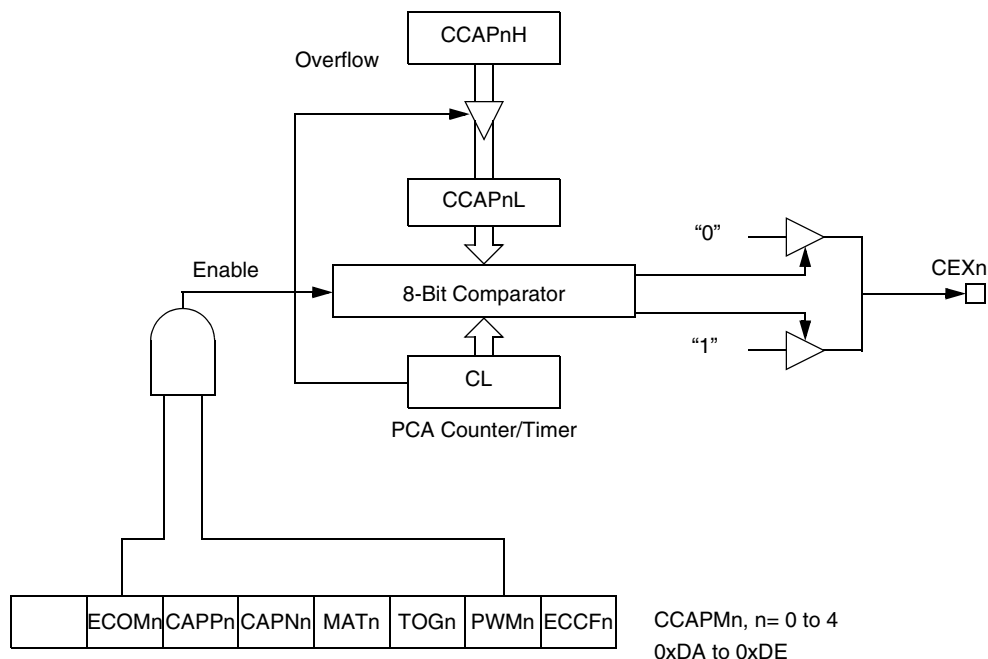 CCAPnH
Overflow
CCAPnL
“0”
Enable
CEXn
8-Bit Comparator
“1”
CL
PCA Counter/Timer
ECOMn CAPPn CAPNn MATn TOGn PWMn ECCFn
CCAPMn, n= 0 to 4
0xDA to 0xDE